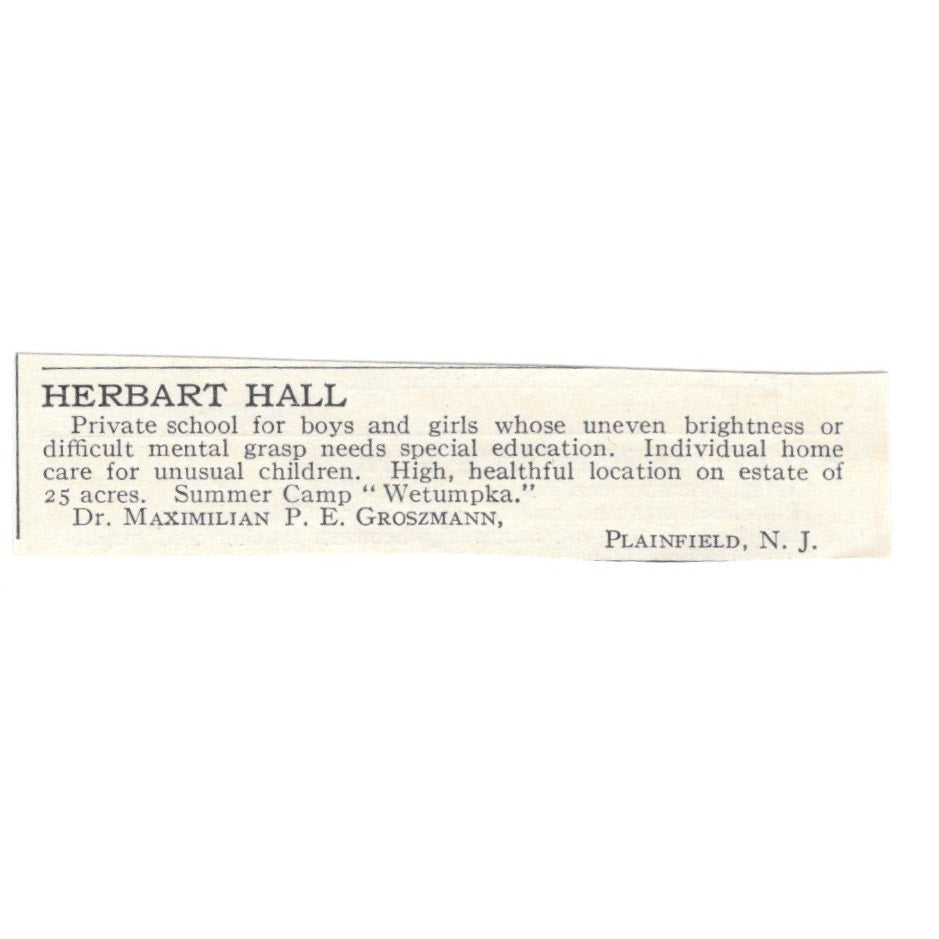 HERBART HALL
Private school for boys and girls whose uneven brightness or
difficult mental grasp needs special education. Individual home
care for unusual children. High, healthful location on estate of
25 acres. Summer Camp "Wetumpka."
Dr. MAXIMILIAN P. E. GROSZMANN,
PLAINFIELD, N. J.